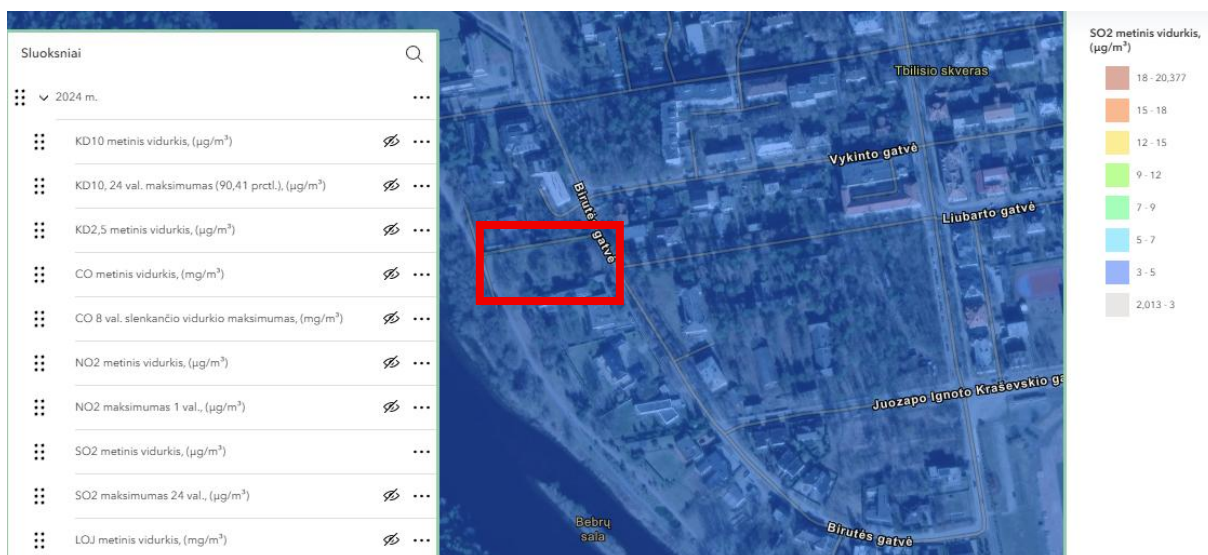 Sluoksniai
2024 m.
KD10 metinis vidurkis, (µg/m³)
KD10, 24 val. maksimumas (90,41 prctl.), (µg/m³)
KD2,5 metinis vidurkis, (µg/m³)
CO metinis vidurkis, (mg/m³)
CO 8 val. slenkančio vidurkio maksimumas, (mg/m³)
NO2 metinis vidurkis, (µg/m³)
NO2 maksimumas 1 val., (µg/m³)
SO2 metinis vidurkis, (µg/m³)
SO2 maksimumas 24 val., (µg/m³)
LOJ metinis vidurkis, (mg/m³)
Tbilisio skveras
Vykinto gatvė
Birutės gatvė
Liubarto gatvė
Juozapo Ignoto Kraševskio ga
Bebrų
sala
Birutės gatvė
SO2 metinis vidurkis,
(µg/m³)
18 - 20,377
15 - 18
12 - 15
9 - 12
7 - 9
5 - 7
3 - 5
2,013 - 3